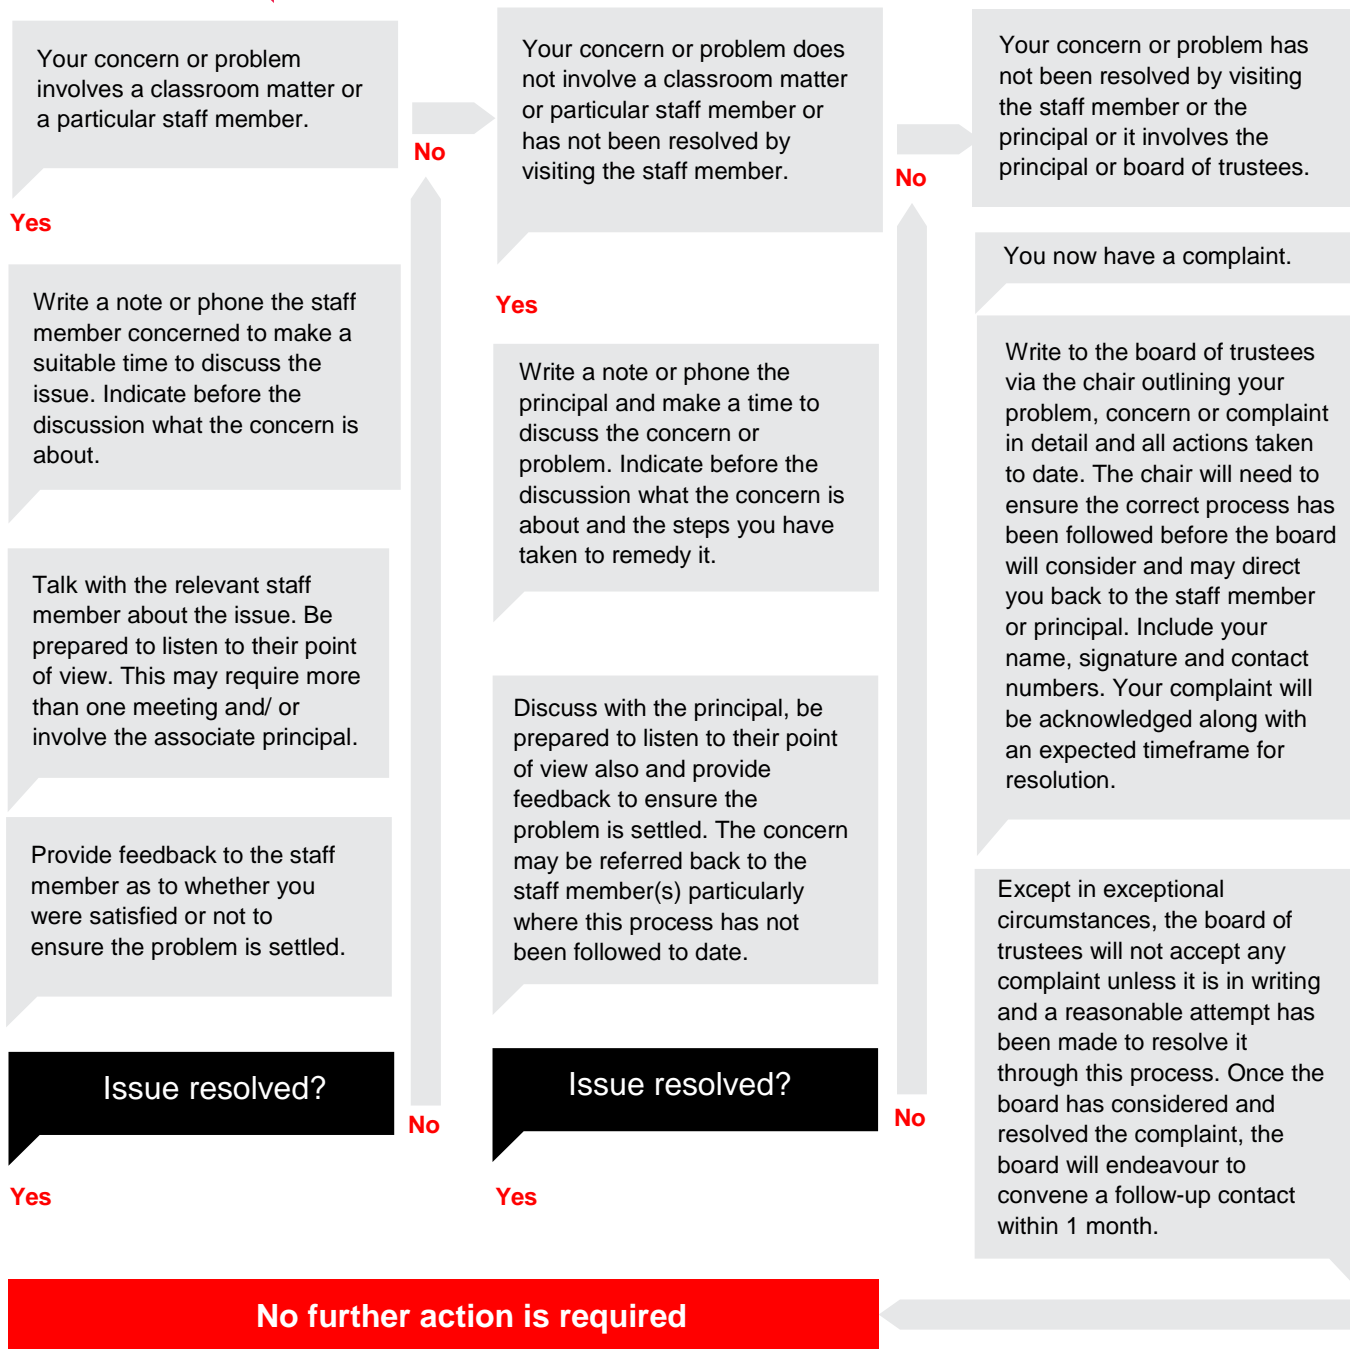 Your concern or problem
involves a classroom matter or
a particular staff member.
Yes
Write a note or phone the staff
member concerned to make a
suitable time to discuss the
issue. Indicate before the
discussion what the concern is
about.
Talk with the relevant staff
member about the issue. Be
prepared to listen to their point
of view. This may require more
than one meeting and/ or
involve the associate principal.
Provide feedback to the staff
member as to whether you
were satisfied or not to
ensure the problem is settled.
Issue resolved?
Yes
No
No
Your concern or problem does
not involve a classroom matter
or particular staff member or
has not been resolved by
visiting the staff member.
Yes
Write a note or phone the
principal and make a time to
discuss the concern or
problem. Indicate before the
discussion what the concern is
about and the steps you have
taken to remedy it.
Discuss with the principal, be
prepared to listen to their point
of view also and provide
feedback to ensure the
problem is settled. The concern
may be referred back to the
staff member(s) particularly
where this process has not
been followed to date.
Issue resolved?
Yes
No
No
Your concern or problem has
not been resolved by visiting
the staff member or the
principal or it involves the
principal or board of trustees.
You now have a complaint.
Write to the board of trustees
via the chair outlining your
problem, concern or complaint
in detail and all actions taken
to date. The chair will need to
ensure the correct process has
been followed before the board
will consider and may direct
you back to the staff member
or principal. Include your
name, signature and contact
numbers. Your complaint will
be acknowledged along with
an expected timeframe for
resolution.
Except in exceptional
circumstances, the board of
trustees will not accept any
complaint unless it is in writing
and a reasonable attempt has
been made to resolve it
through this process. Once the
board has considered and
resolved the complaint, the
board will endeavour to
convene a follow-up contact
within 1 month.
No further action is required